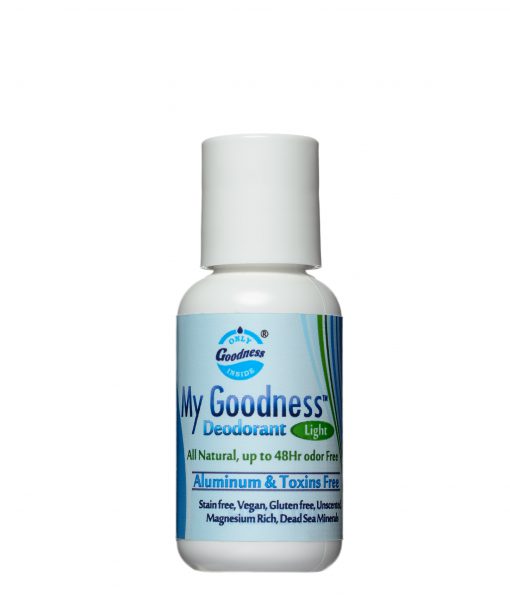 ONLY
Goodness
INSIDE
®
My Goodness™
Deodorant Light
All Natural, up to 48Hr odor Free
Aluminum & Toxins Free
Stain free, Vegan, Gluten free, Unscented,
Magnesium Rich, Dead Sea Minerals